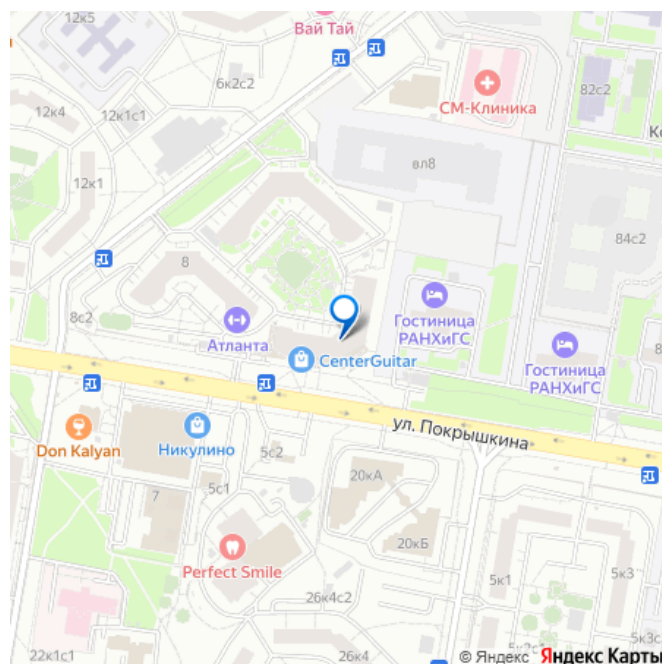 12к5
Вай Тай
6к2с2
12к4
12к1с1
СМ-Клиника
82с2
12к1
вл8
84с2
8
8с2
Атланта
Гостиница
РАНХиГС
CenterGuitar
Гостиница
РАНХиГС
ул. Покрышкина
Don Kalyan
Никулино
5с2
7
5с1
20кА
20кБ
Perfect Smile
5к1
5к3
26к4с2
22к1с1
26к4
© Яндекс Яндекс Карты